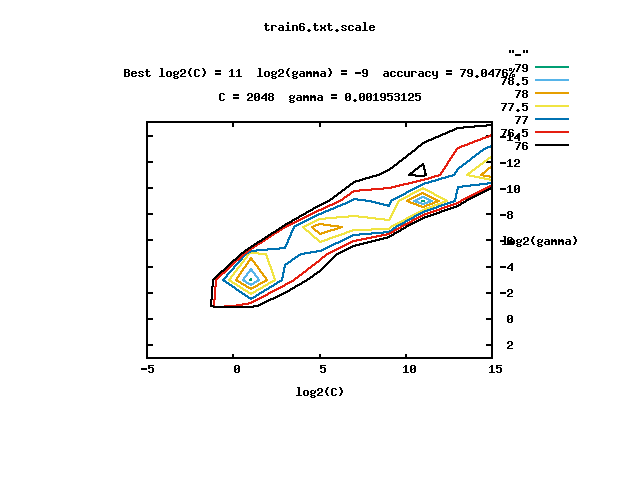 train6.txt.scale
"-"
Best log2(C) = 11 log2(gamma) = -9 accuracy = 79.0476%
79
78.5
78
C = 2048 gamma = 0.001953125
77.5
77
76.5
76
-14
-12
-10
-8
-6
log2(gamma)
-4
-2
0
2
-5 0 5 10 15
log2(C)